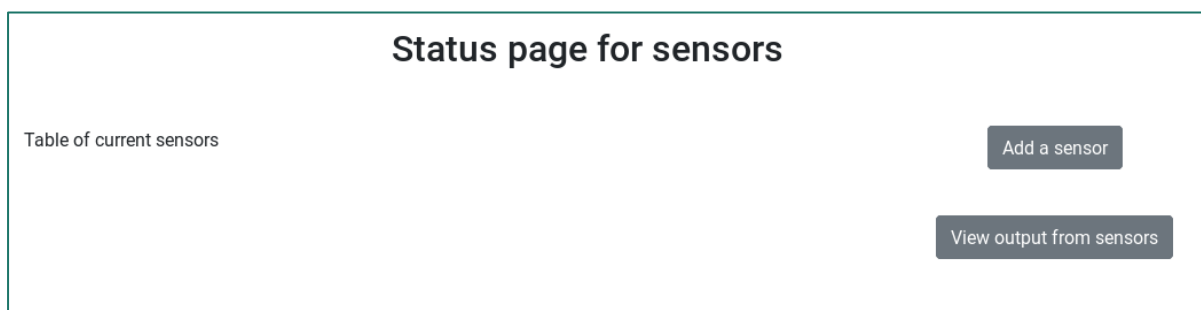 Status page for sensors
Table of current sensors
Add a sensor
View output from sensors